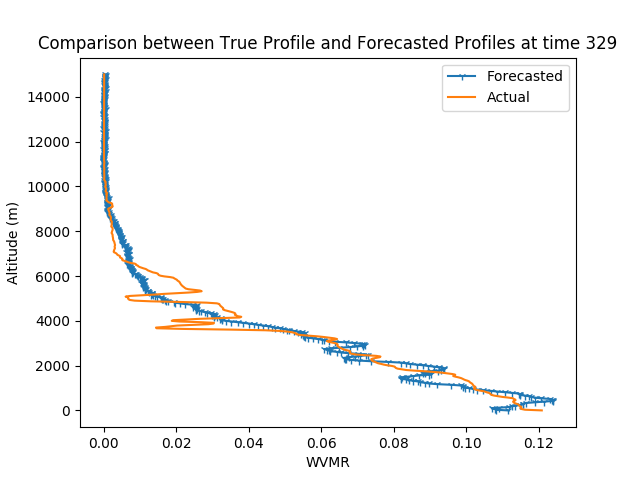 Comparison between True Profile and Forecasted Profiles at time 329
Forecasted
Actual
14000
12000
10000
8000
6000
4000
2000
0
Altitude (m)
0.00 0.02 0.04 0.06 0.08 0.10 0.12
WVMR